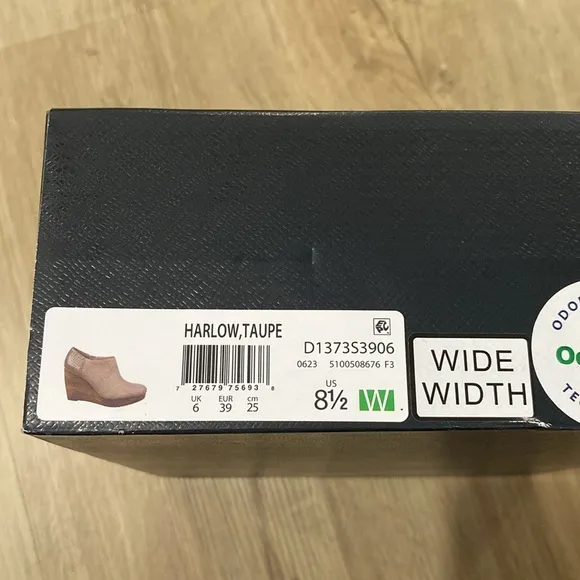 HARLOW,TAUPE
D1373S3906
0623 5100508676 F3
7 27679 75693 8
UK EUR cm US
6 39 25 8½ W
WIDE
WIDTH